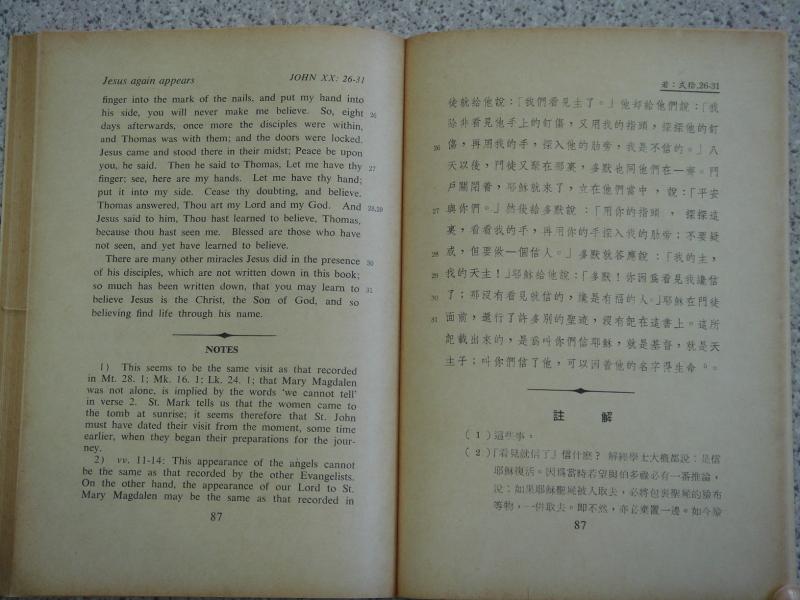 Jesus again appears JOHN XX: 26-31
finger into the mark of the nails, and put my hand into
his side, you will never make me believe. So, eight 26
days afterwards, once more the disciples were within,
and Thomas was with them; and the doors were locked.
Jesus came and stood there in their midst; Peace be upon
you, he said. Then he said to Thomas, Let me have thy 27
finger; see, here are my hands. Let me have thy hand;
put it into my side. Cease thy doubting, and believe.
Thomas answered, Thou art my Lord and my God. And 28,29
Jesus said to him, Thou hast learned to believe, Thomas,
because thou hast seen me. Blessed are those who have
not seen, and yet have learned to believe.
There are many other miracles Jesus did in the presence 30
of his disciples, which are not written down in this book;
so much has been written down, that you may learn to 31
believe Jesus is the Christ, the Son of God, and so
believing find life through his name.
NOTES
1) This seems to be the same visit as that recorded
in Mt. 28. 1; Mk. 16. 1; Lk. 24. 1; that Mary Magdalen
was not alone, is implied by the words ‘we cannot tell’
in verse 2. St. Mark tells us that the women came to
the tomb at sunrise; it seems therefore that St. John
must have dated their visit from the moment, some time
earlier, when they began their preparations for the jour-
ney.
2) vv. 11-14: This appearance of the angels cannot
be the same as that recorded by the other Evangelists.
On the other hand, the appearance of our Lord to St.
Mary Magdalen may be the same as that recorded in
87
若：弍拾.26-31
徒就給他說：「我們看見主了。」他却給他們說：「我
除非看見他手上的釘傷，又用我的指頭，探探他的釘
26 傷，再用我的手，探入他的肋旁，我是不信的。」八
天以後，門徒又聚在那裏，多默也同他們在一齊。門
戶關閉着，耶穌就來了，立在他們當中，說：「平安
27 與你們。」然後給多默說：「用你的指頭，探探這
裏，看看我的手，再用你的手探入我的肋旁；不要疑
28 惑，但要做一個信人。」多默就答應說：「我的主，
29 我的天主！」耶穌給他說：「多默！你因爲看見我纔信
30 了；那沒有看見就信的，纔是有福的人。」耶穌在門徒
31 面前，還行了許多別的聖迹，沒有記在這書上。這所
記載出來的，是爲叫你們信耶穌，就是基督，就是天
主子；叫你們信了他，可以因着他的名字得生命。
註 解
（1）這些事。
（2）「看見就信了」信什麽？解經學士大概都說：是信
耶穌復活。因爲當時若望與伯多祿必有一番推論，
說：如果耶穌聖屍被人取去，必將包裹聖屍的殮布
等物，一併取去。即不然，亦必棄置一邊。如今殮
87